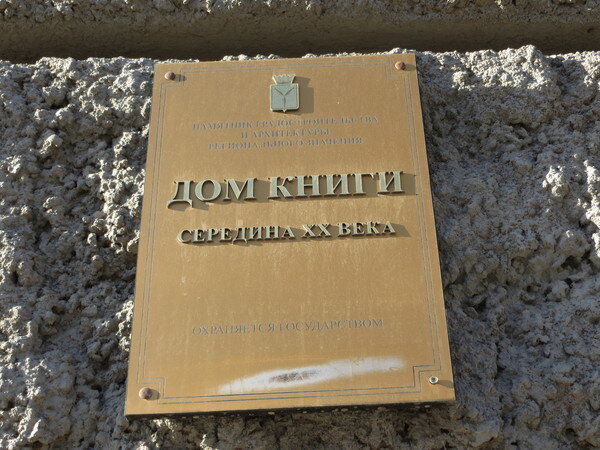 ПАМЯТНИК ГРАДОСТРОИТЕЛЬСТВА
И АРХИТЕКТУРЫ
РЕГИОНАЛЬНОГО ЗНАЧЕНИЯ
ДОМ КНИГИ
СЕРЕДИНА XX ВЕКА
ОХРАНЯЕТСЯ ГОСУДАРСТВОМ